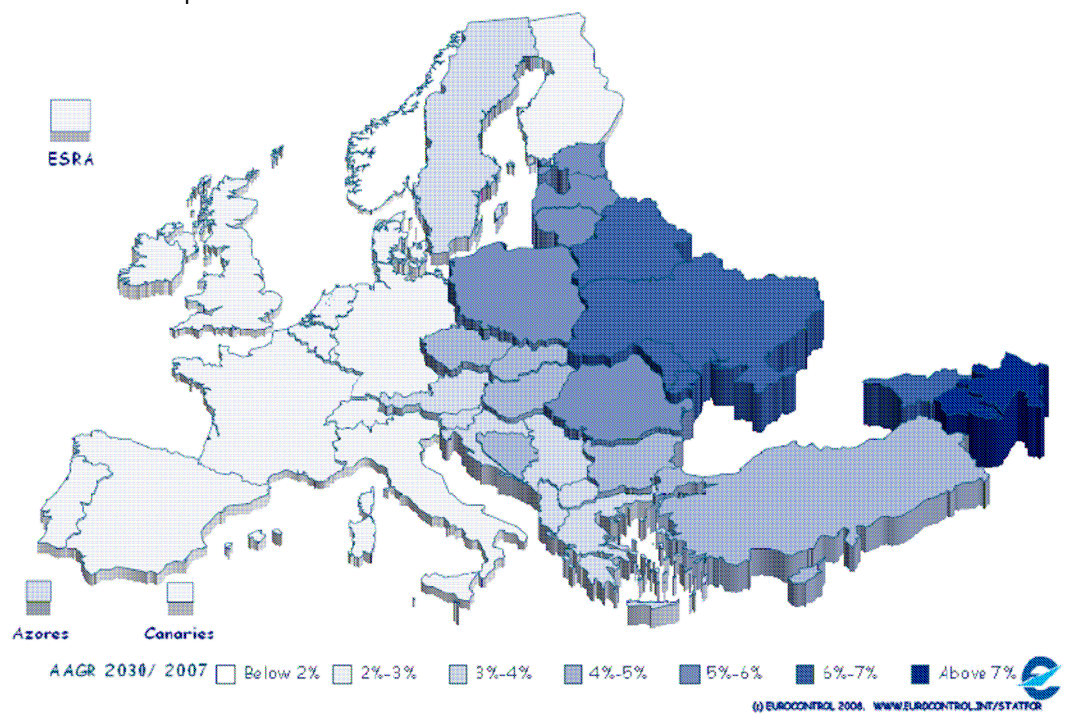 ESRA
Azores
Canaries
AAGR 2030/ 2007 Below 2% 2%-3% 3%-4% 4%-5% 5%-6% 6%-7% Above 7%
(c) EUROCONTROL 2008. WWW.EUROCONTROL.INT/STATFOR